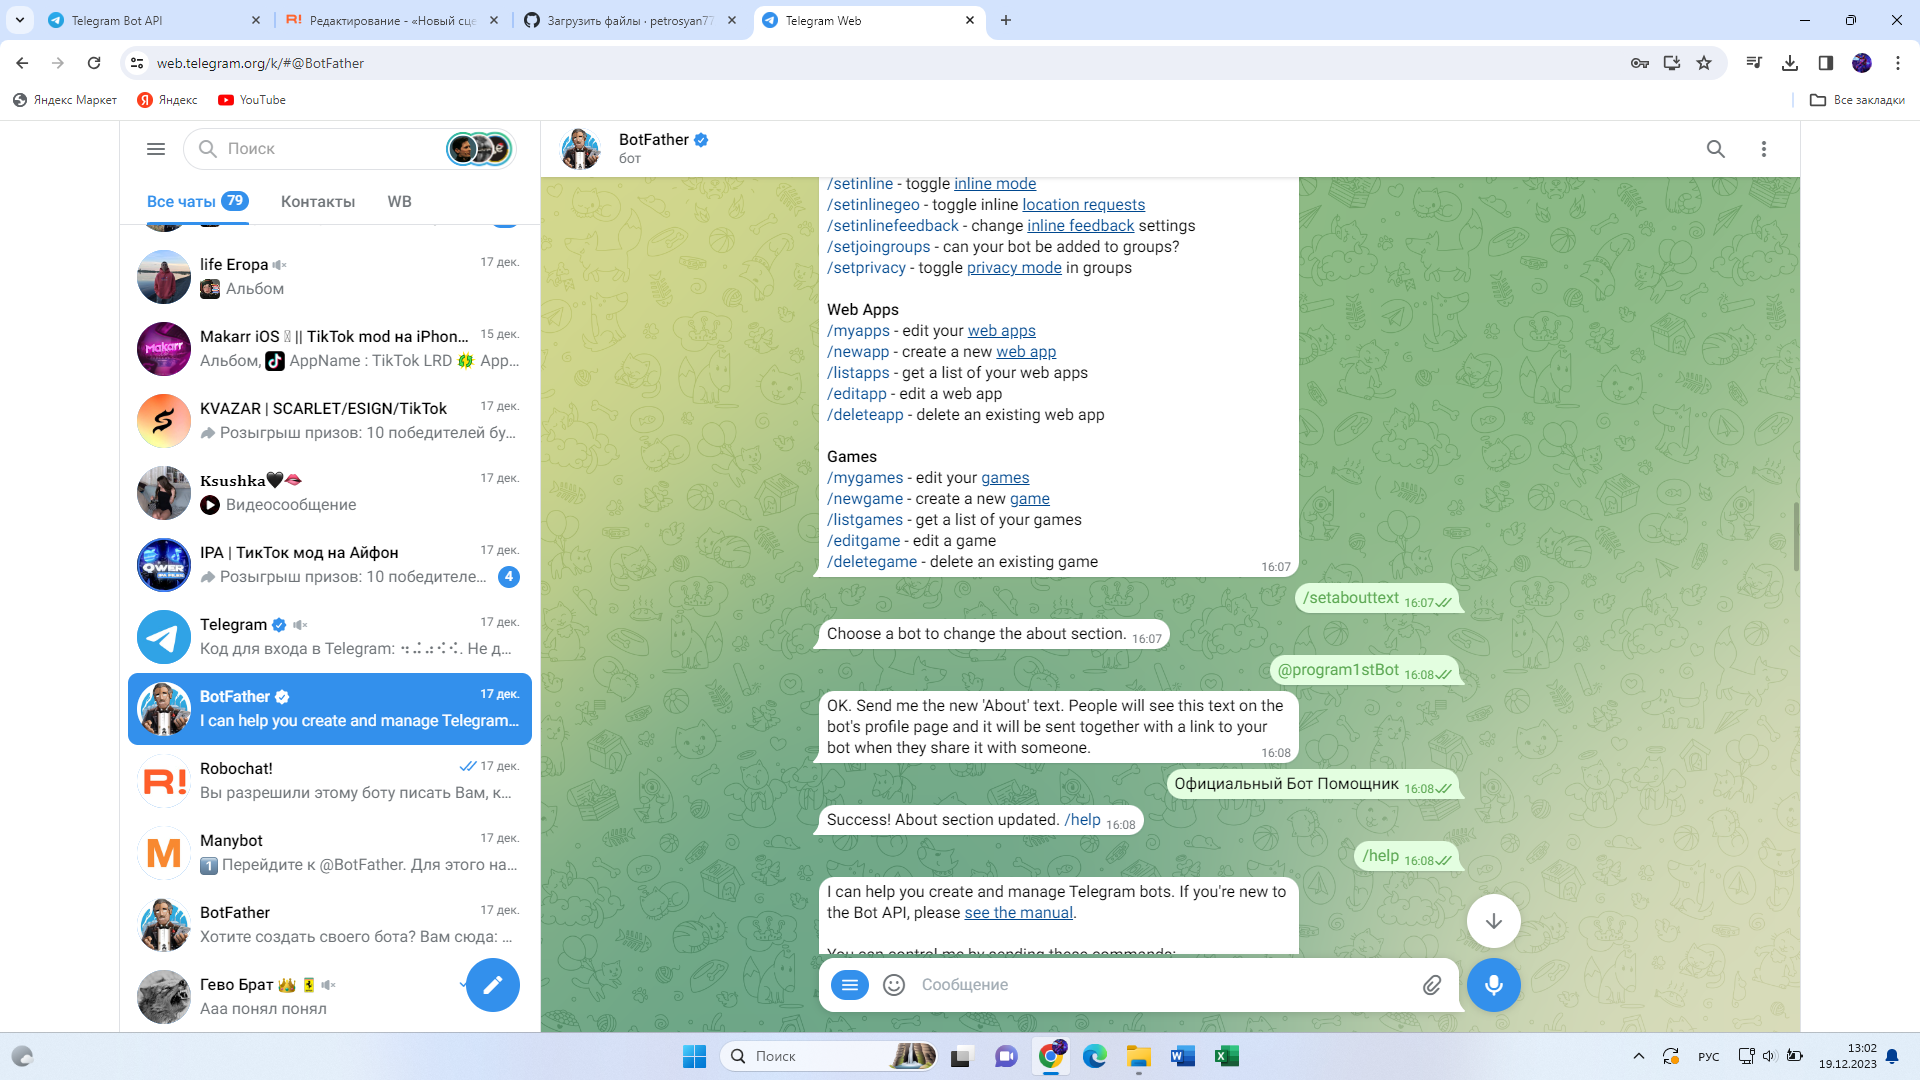 Telegram Bot API
Редактирование - «Новый сце
Загрузить файлы · petrosyan77
Telegram Web
web.telegram.org/k/#@BotFather
Яндекс Маркет
Яндекс
YouTube
Все закладки
Поиск
Все чаты 79
Контакты
WB
life Егора
17 дек.
Альбом
Makarr iOS || TikTok mod на iPhon...
15 дек.
Альбом, AppName : TikTok LRD App...
KVAZAR | SCARLET/ESIGN/TikTok
17 дек.
Розыгрыш призов: 10 победителей бу...
Ksushka🖤🫦
17 дек.
Видеосообщение
IPA | ТикТок мод на Айфон
17 дек.
Розыгрыш призов: 10 победителе...
4
Telegram
17 дек.
Код для входа в Telegram: . Не д...
BotFather
17 дек.
I can help you create and manage Telegram...
Robochat!
17 дек.
Вы разрешили этому боту писать Вам, к...
Manybot
17 дек.
1 Перейдите к @BotFather. Для этого на...
BotFather
17 дек.
Хотите создать своего бота? Вам сюда: ...
Гево Брат
Ааа понял понял
BotFather
бот
/setinline - toggle inline mode
/setinlinegeo - toggle inline location requests
/setinlinefeedback - change inline feedback settings
/setjoingroups - can your bot be added to groups?
/setprivacy - toggle privacy mode in groups
Web Apps
/myapps - edit your web apps
/newapp - create a new web app
/listapps - get a list of your web apps
/editapp - edit a web app
/deleteapp - delete an existing web app
Games
/mygames - edit your games
/newgame - create a new game
/listgames - get a list of your games
/editgame - edit a game
/deletegame - delete an existing game
16:07
/setabouttext 16:07
Choose a bot to change the about section. 16:07
@program1stBot 16:08
OK. Send me the new 'About' text. People will see this text on the
bot's profile page and it will be sent together with a link to your
bot when they share it with someone.
16:08
Официальный Бот Помощник 16:08
Success! About section updated. /help 16:08
/help 16:08
I can help you create and manage Telegram bots. If you're new to
the Bot API, please see the manual.
You can control me by sending these commands:
Сообщение
Поиск
РУС
13:02
19.12.2023